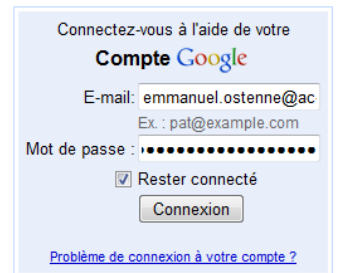 Connectez-vous à l'aide de votre
Compte Google
E-mail: emmanuel.ostenne@ac
Ex. : pat@example.com
Mot de passe : ••••••••••••••••••
Rester connecté
Connexion
Problème de connexion à votre compte ?